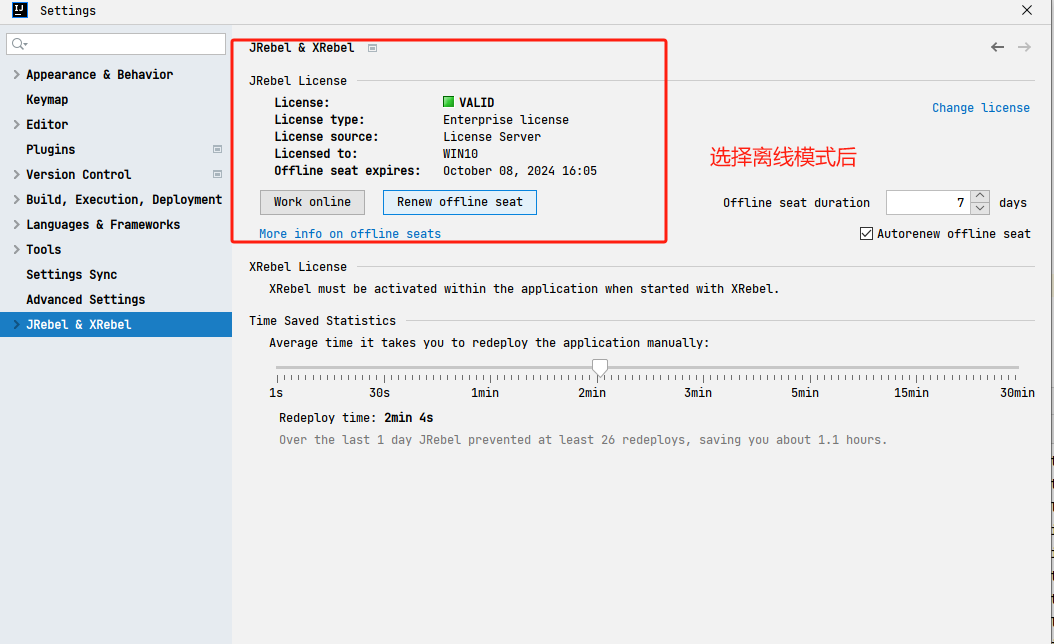 Settings
Appearance & Behavior
Keymap
Editor
Plugins
Version Control
Build, Execution, Deployment
Languages & Frameworks
Tools
Settings Sync
Advanced Settings
JRebel & XRebel
JRebel & XRebel
JRebel License
License: VALID
Change license
License type: Enterprise license
License source: License Server
Licensed to: WIN10
选择离线模式后
Offline seat expires: October 08, 2024 16:05
Work online Renew offline seat Offline seat duration 7 days
More info on offline seats Autorenew offline seat
XRebel License
XRebel must be activated within the application when started with XRebel.
Time Saved Statistics
Average time it takes you to redeploy the application manually:
1s 30s 1min 2min 3min 5min 15min 30min
Redeploy time: 2min 4s
Over the last 1 day JRebel prevented at least 26 redeploys, saving you about 1.1 hours.